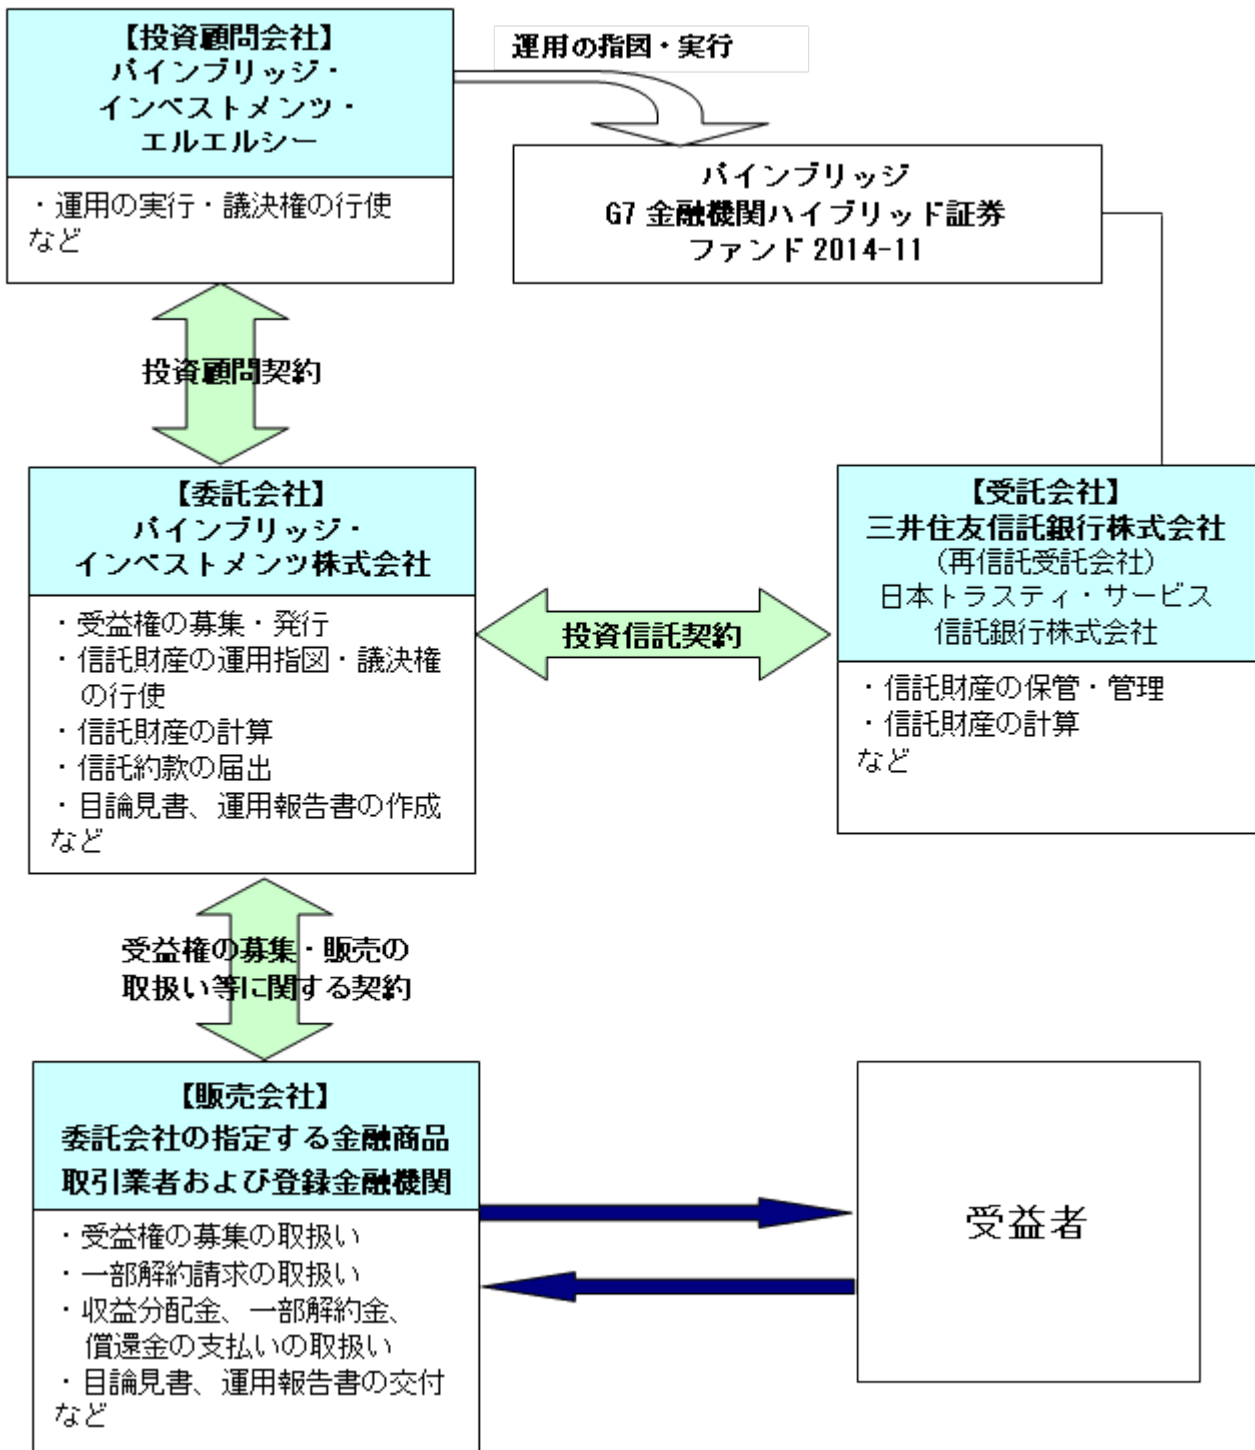 【投資顧問会社】
パインブリッジ・
インベストメンツ・
エルエルシー
・運用の実行・議決権の行使
など
運用の指図・実行
パインブリッジ
G7 金融機関ハイブリッド証券
ファンド 2014-11
投資顧問契約
【委託会社】
パインブリッジ・
インベストメンツ株式会社
・受益権の募集・発行
・信託財産の運用指図・議決権
の行使
・信託財産の計算
・信託約款の届出
・目論見書、運用報告書の作成
など
投資信託契約
【受託会社】
三井住友信託銀行株式会社
(再信託受託会社)
日本トラスティ・サービス
信託銀行株式会社
・信託財産の保管・管理
・信託財産の計算
など
受益権の募集・販売の
取扱い等に関する契約
【販売会社】
委託会社の指定する金融商品
取引業者および登録金融機関
・受益権の募集の取扱い
・一部解約請求の取扱い
・収益分配金、一部解約金、
償還金の支払いの取扱い
・目論見書、運用報告書の交付
など
受益者